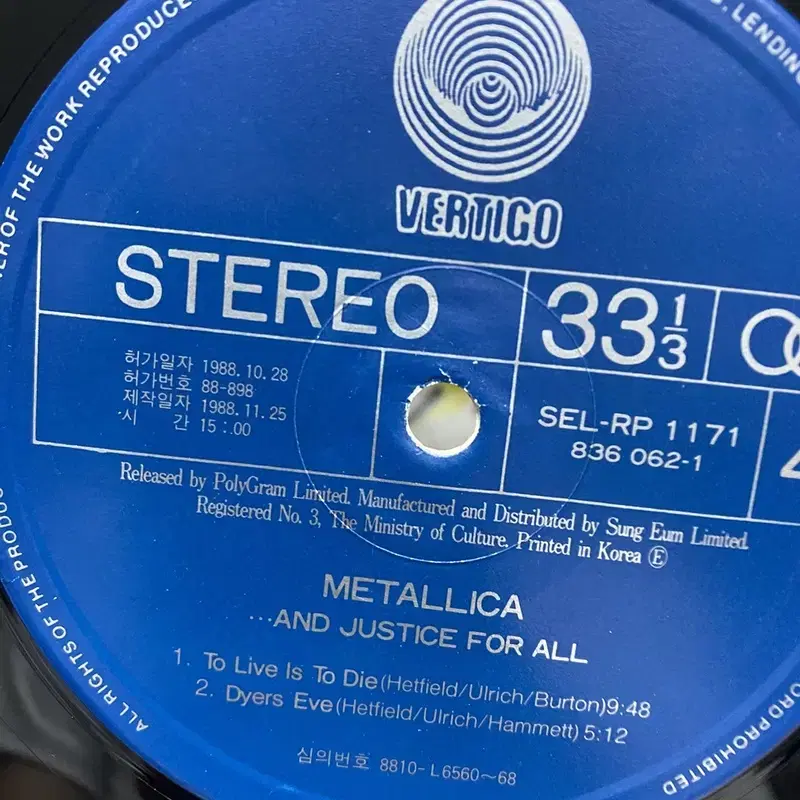 OF THE WORK REPRODUCE
LENDING
VERTIGO
STEREO
33 1/3
허가일자 1988.10.28
허가번호 88-898
제작일자 1988.11.25
시 간 15:00
SEL-RP 1171
836 062-1
Released by PolyGram Limited. Manufactured and Distributed by Sung Eum Limited.
Registered No. 3, The Ministry of Culture. Printed in Korea Ⓔ
METALLICA
...AND JUSTICE FOR ALL
1. To Live Is To Die(Hetfield/Ulrich/Burton)9:48
2. Dyers Eve(Hetfield/Ulrich/Hammett)5:12
심의번호 8810-L6560~68
ALL RIGHTS OF THE PRODUC
ORD PROHIBITED